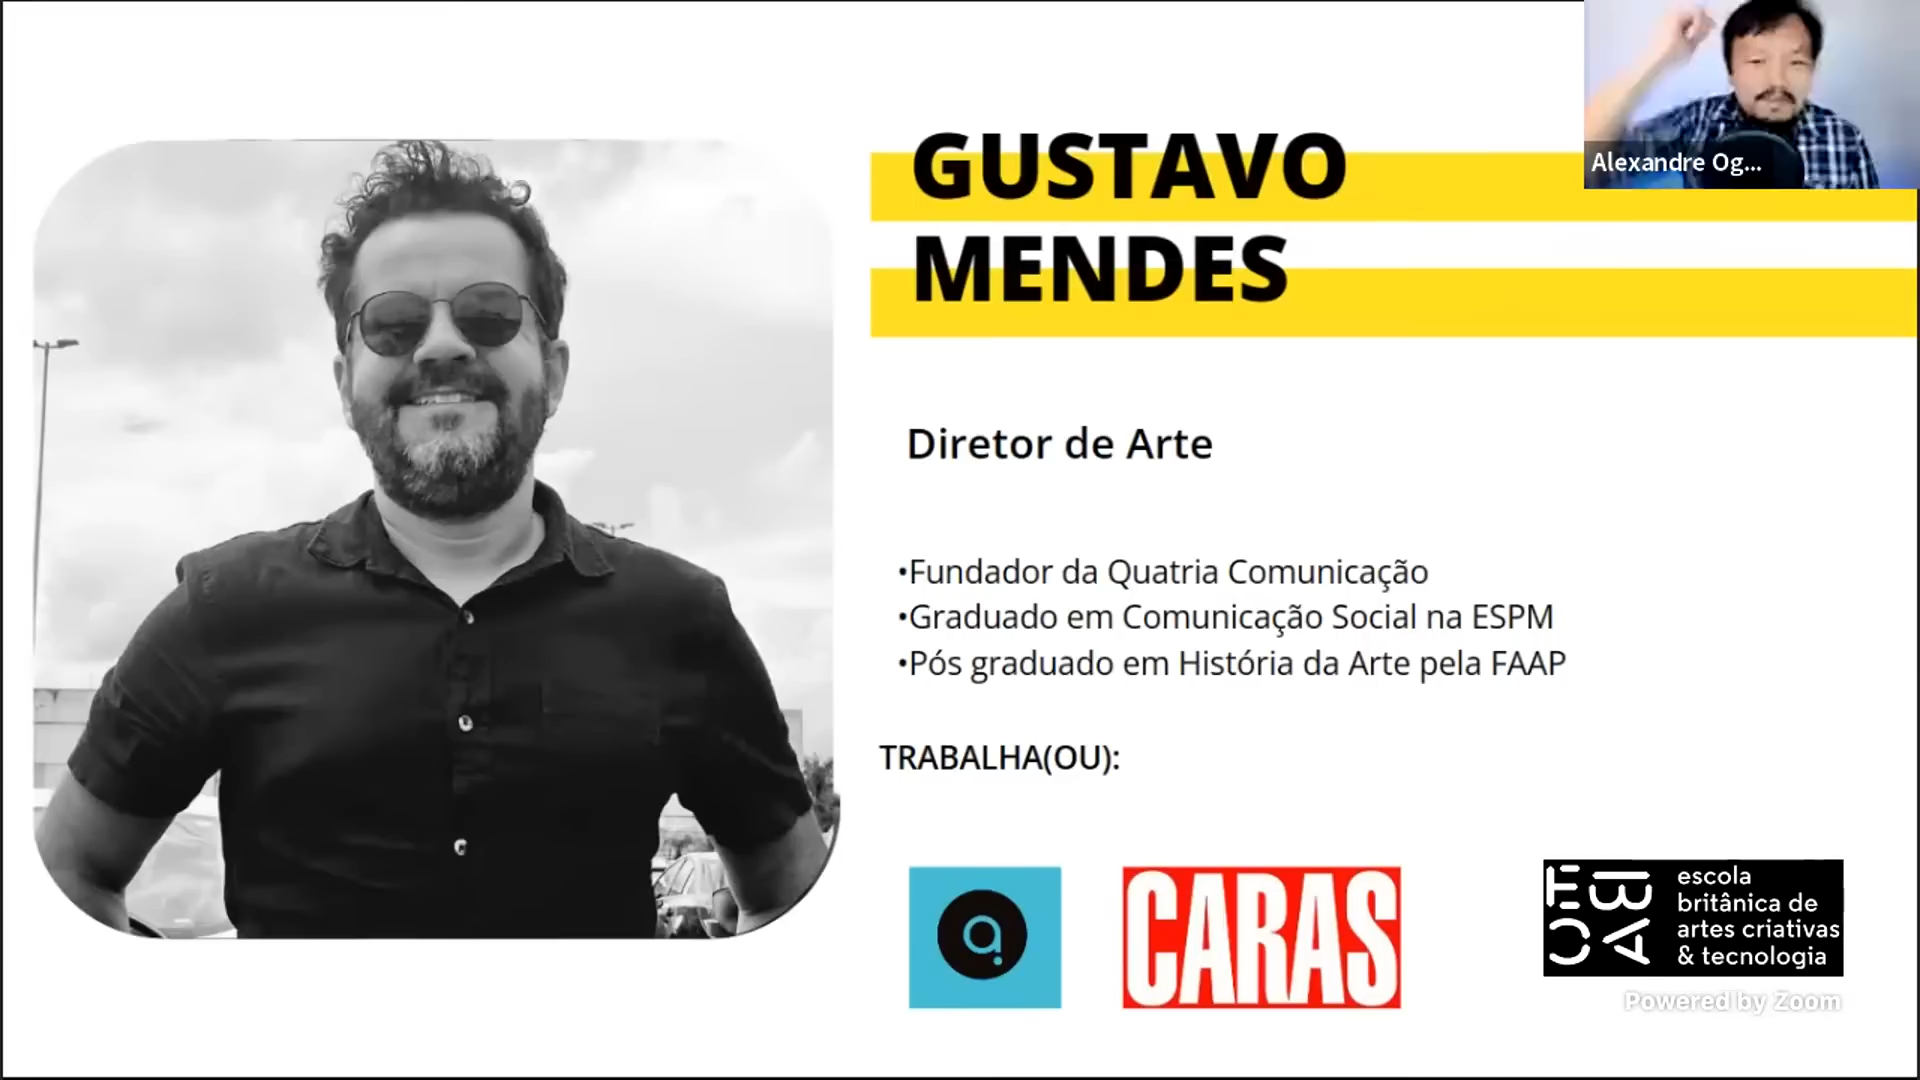 GUSTAVO
MENDES
Alexandre Og...
Diretor de Arte
•Fundador da Quatria Comunicação
•Graduado em Comunicação Social na ESPM
•Pós graduado em História da Arte pela FAAP
TRABALHA(OU):
CARAS
EBAC
escola
britânica de
artes criativas
& tecnologia
Powered by Zoom